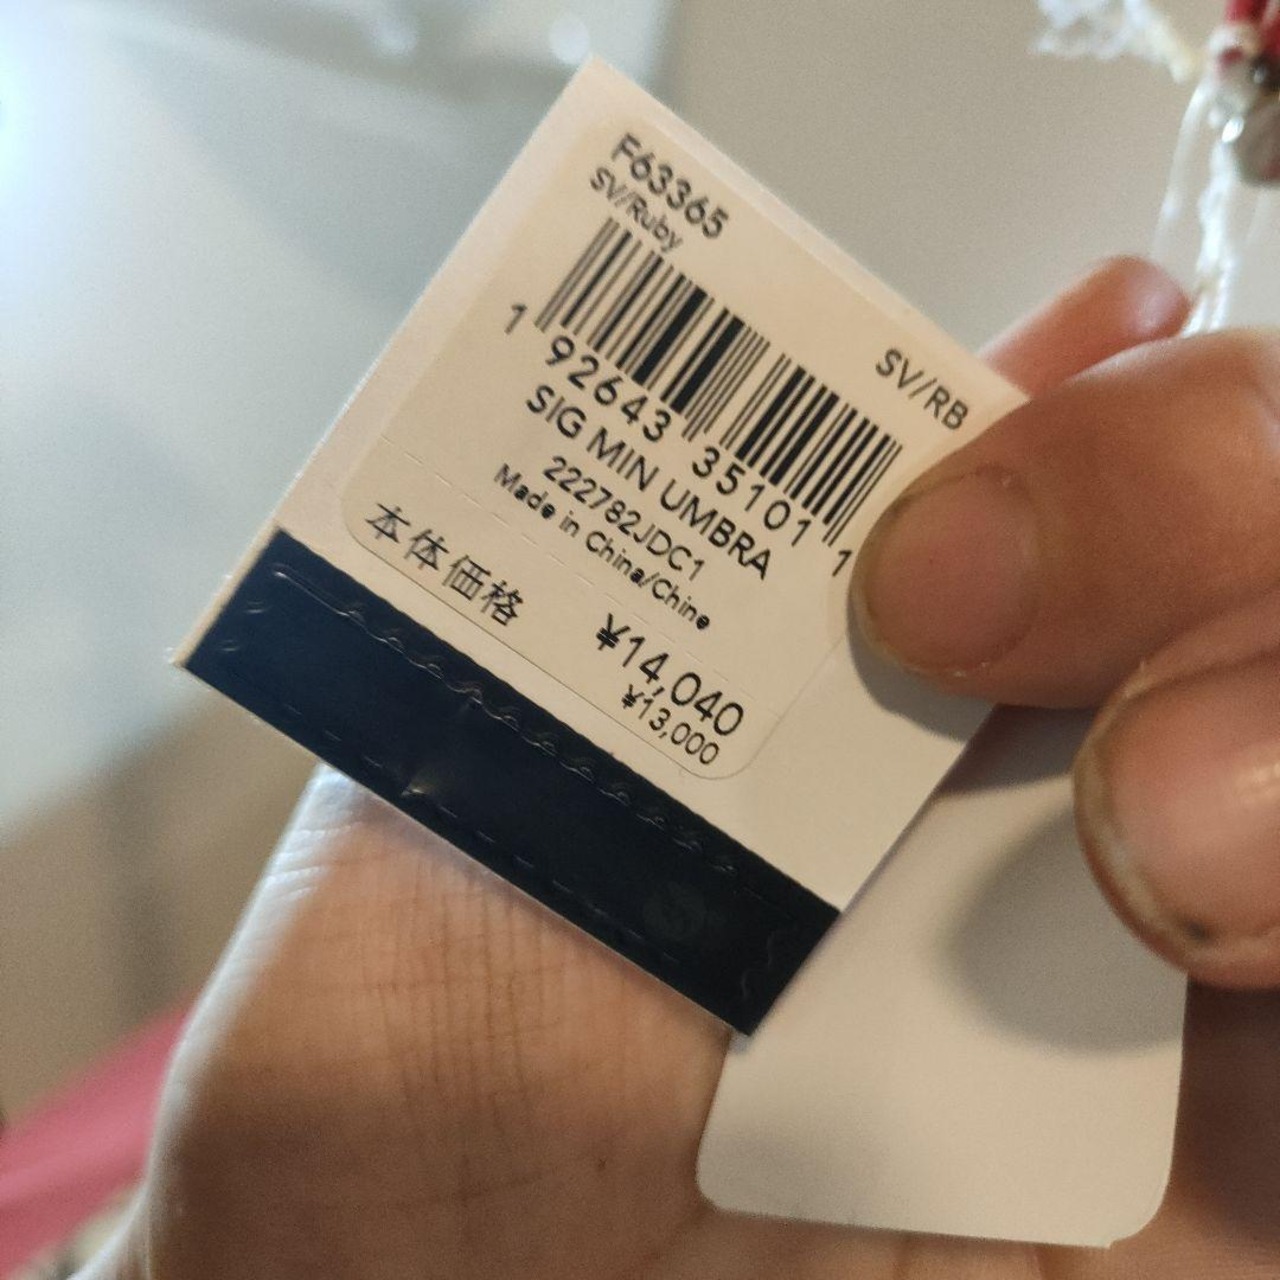 F63365
SV/Ruby
SV/RB
1 92643 35101 1
SIG MIN UMBRA
222782JDC1
Made in China/Chine
本体価格 ¥14,040
¥13,000